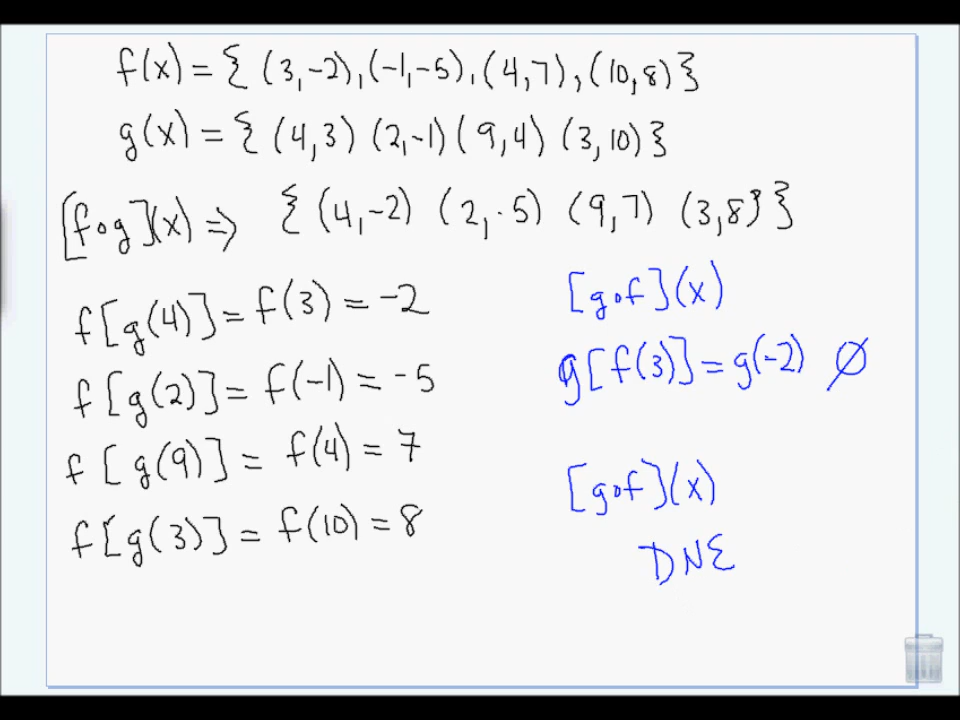 f(x) = { (3,-2),(-1,-5),(4,7),(10,8)}
g(x) = { (4,3) (2,-1) (9,4) (3,10)}
[f∘g](x) ⇒ { (4,-2) (2,-5) (9,7) (3,8)}
f[g(4)] = f(3) = -2
f[g(2)] = f(-1) = -5
f[g(9)] = f(4) = 7
f[g(3)] = f(10) = 8
[g∘f](x)
g[f(3)] = g(-2) ∅
[g∘f](x)
DNE